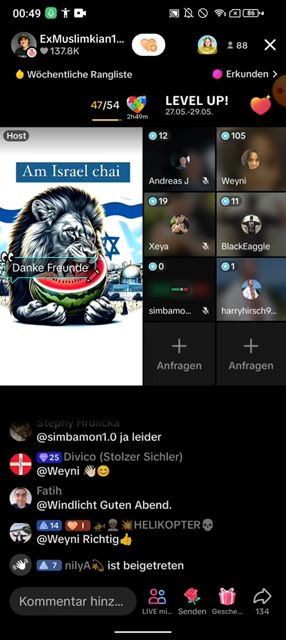 00:49
86
ExMuslimkian1...
137.8K
88
Wöchentliche Rangliste
Erkunden >
47/54
2h49m
LEVEL UP!
27.05.-29.05.
Host
Am Israel chai
Danke Freunde
12
Andreas J
105
Weyni
19
Xeya
11
BlackEaggle
0
simbamo...
1
harryhirsch9...
Anfragen
Anfragen
Stephy Hrdlicka
@simbamon1.0 ja leider
25 Divico (Stolzer Sichler)
@Weyni
Fatih
@Windlicht Guten Abend.
14 I HELIKOPTER
@Weyni Richtig
7 nilyA ist beigetreten
Kommentar hinz...
LIVE mi...
Senden
Gesche...
134